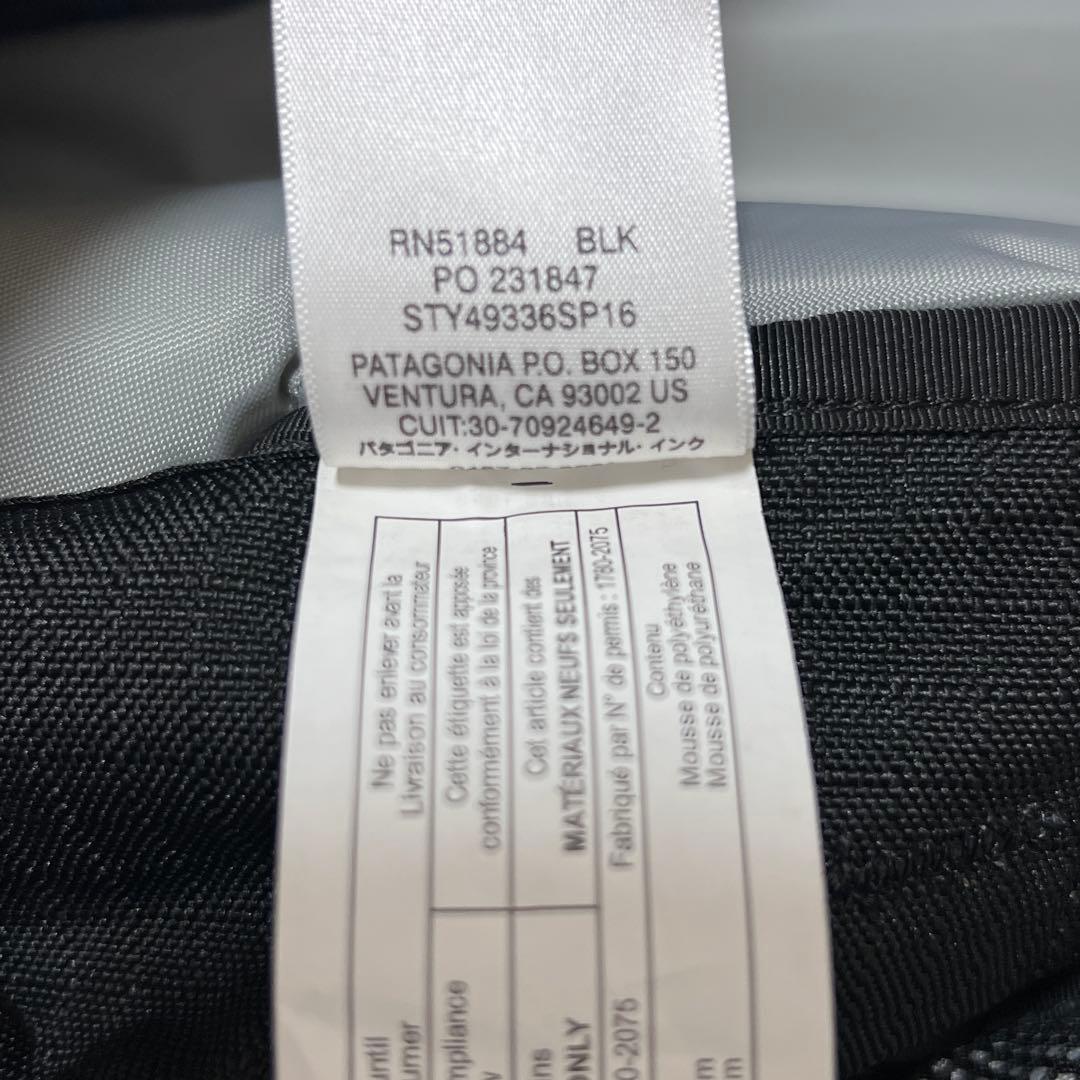 RN51884 BLK
PO 231847
STY49336SP16
PATAGONIA P.O. BOX 150
VENTURA, CA 93002 US
CUIT:30-70924649-2
パタゴニア・インターナショナル・インク
Ne pas enlever avant la
Livraison au consommateur
Cette étiquette est apposée
conformément à la loi de la province
Cet article contient des
MATÉRIAUX NEUFS SEULEMENT
Fabriqué par N° de permis : 1780-2075
Contenu
Mousse de polyéthylène
Mousse de polyuréthane
until
umer
mpliance
ns
ONLY
0-2075
m
m